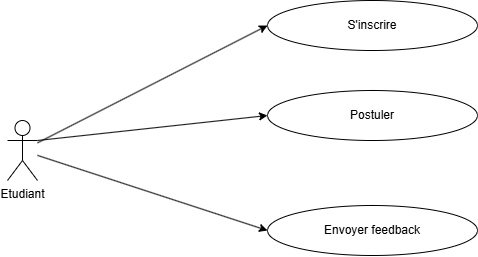 S'inscrire
Postuler
Etudiant
Envoyer feedback